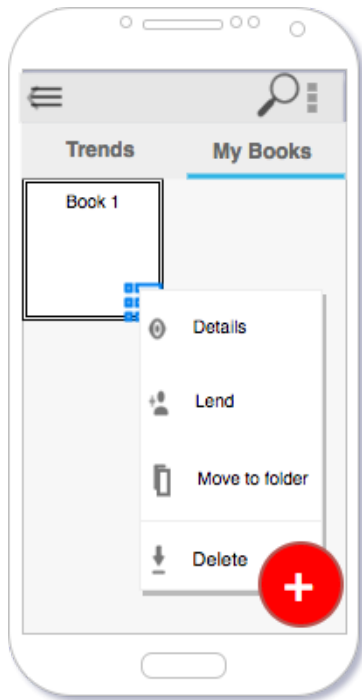 Trends
My Books
Book 1
Details
Lend
Move to folder
Delete
+